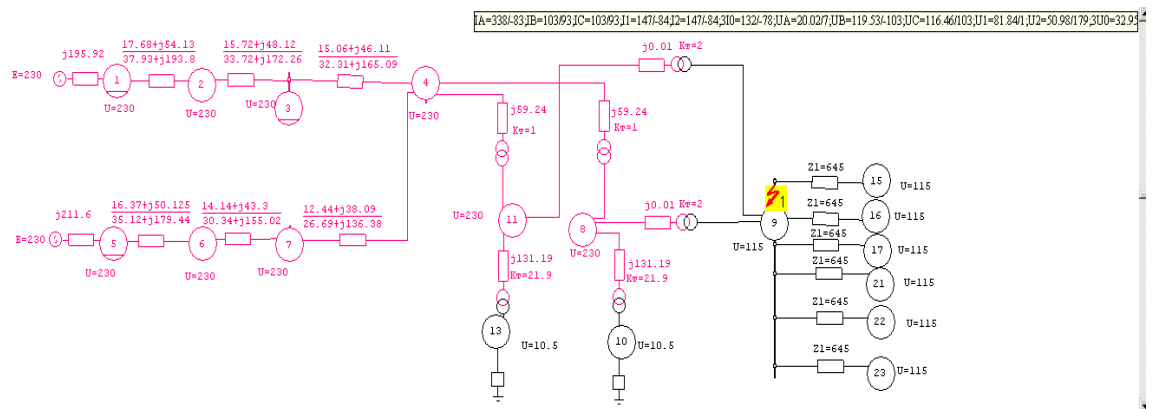 IA=338/-83;IB=103/93;IC=103/93;I1=147/-84;I2=147/-84;3I0=132/-78;UA=20.02/7;UB=119.53/-103;UC=116.46/103;U1=81.84/1;U2=50.98/179;3U0=32.95
j0.01 Kт=2
j195.92
17.68+j54.13
37.93+j193.8
15.72+j48.12
33.72+j172.26
15.06+j46.11
32.31+j165.09
E=230
1
2
3
4
U=230
U=230
U=230
U=230
j59.24
Kт=1
j59.24
Kт=1
j211.6
16.37+j50.125
35.12+j179.44
14.14+j43.3
30.34+j155.02
12.44+j38.09
26.69+j136.38
E=230
5
6
7
U=230
U=230
U=230
U=230
11
8
U=230
j0.01 Kт=2
1
9
U=115
j131.19
Kт=21.9
j131.19
Kт=21.9
13
U=10.5
10
U=10.5
Z1=645
15
U=115
Z1=645
16
U=115
Z1=645
17
U=115
Z1=645
21
U=115
Z1=645
22
U=115
Z1=645
23
U=115